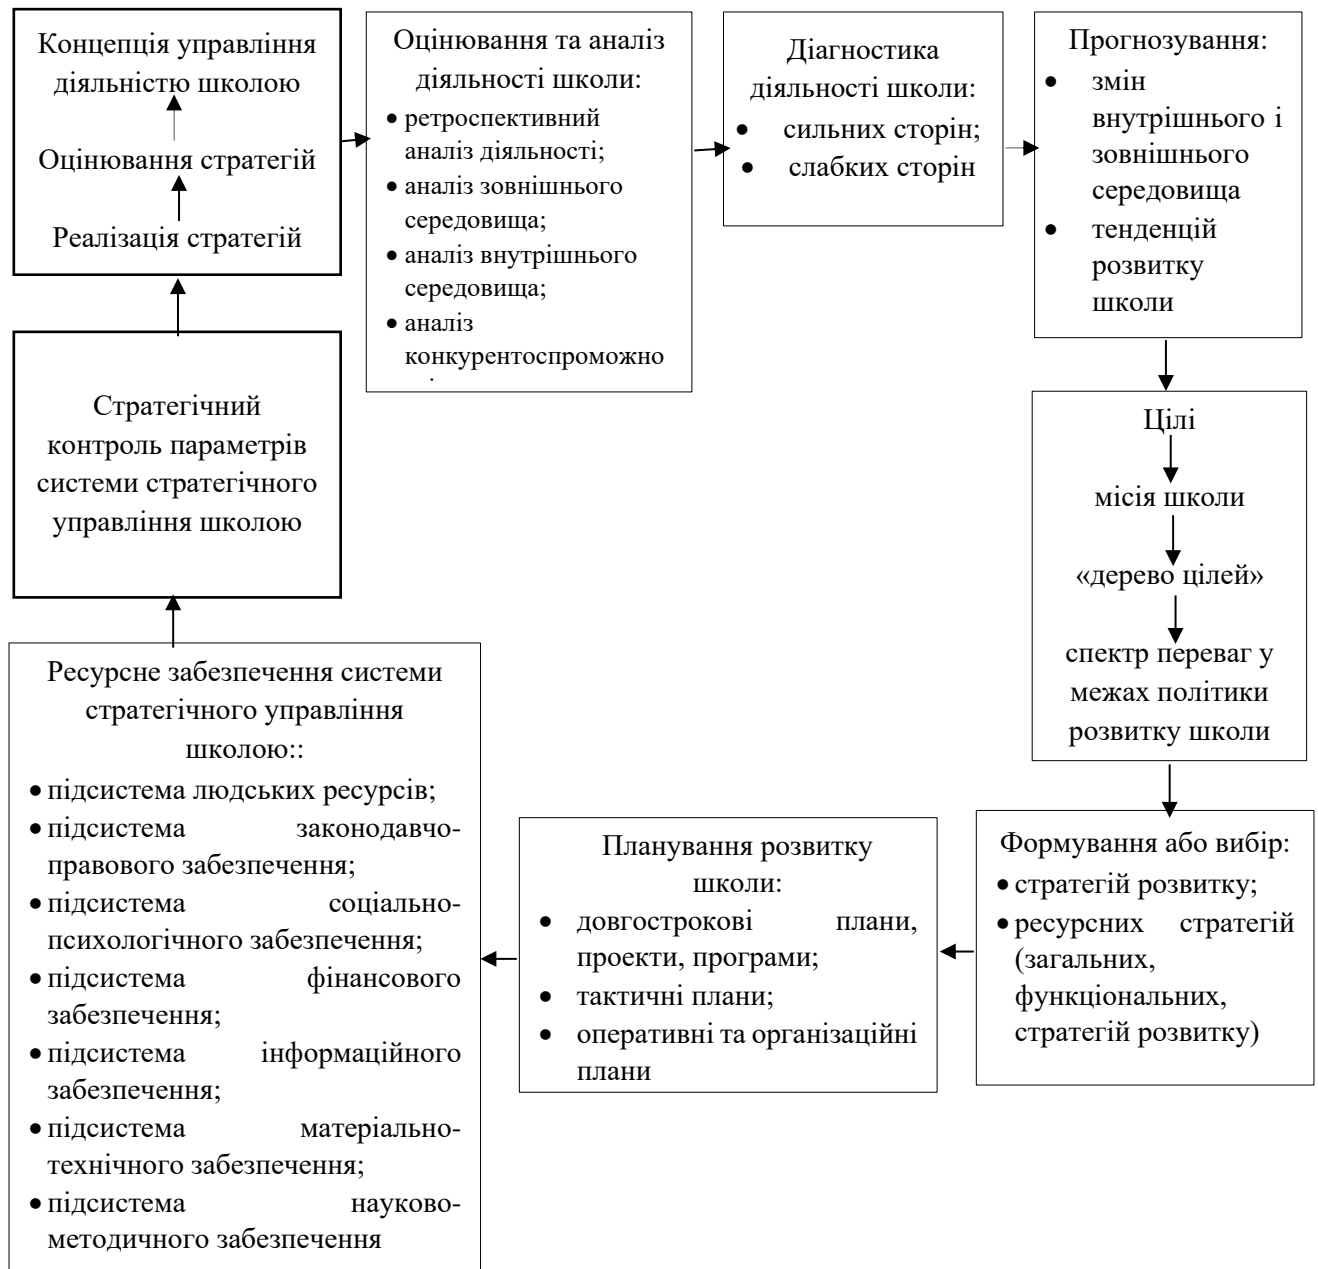 Концепція управління
діяльністю школою
Оцінювання стратегій
Реалізація стратегій
Оцінювання та аналіз
діяльності школи:
• ретроспективний
аналіз діяльності;
• аналіз зовнішнього
середовища;
• аналіз внутрішнього
середовища;
• аналіз
конкурентоспроможно
Діагностика
діяльності школи:
• сильних сторін;
• слабких сторін
Прогнозування:
• змін
внутрішнього і
зовнішнього
середовища
• тенденцій
розвитку
школи
Цілі
місія школи
«дерево цілей»
спектр переваг у
межах політики
розвитку школи
Формування або вибір:
• стратегій розвитку;
• ресурсних стратегій
(загальних,
функціональних,
стратегій розвитку)
Планування розвитку
школи:
• довгострокові плани,
проекти, програми;
• тактичні плани;
• оперативні та організаційні
плани
Ресурсне забезпечення системи
стратегічного управління
школою::
• підсистема людських ресурсів;
• підсистема законодавчо-
правового забезпечення;
• підсистема соціально-
психологічного забезпечення;
• підсистема фінансового
забезпечення;
• підсистема інформаційного
забезпечення;
• підсистема матеріально-
технічного забезпечення;
• підсистема науково-
методичного забезпечення
Стратегічний
контроль параметрів
системи стратегічного
управління школою